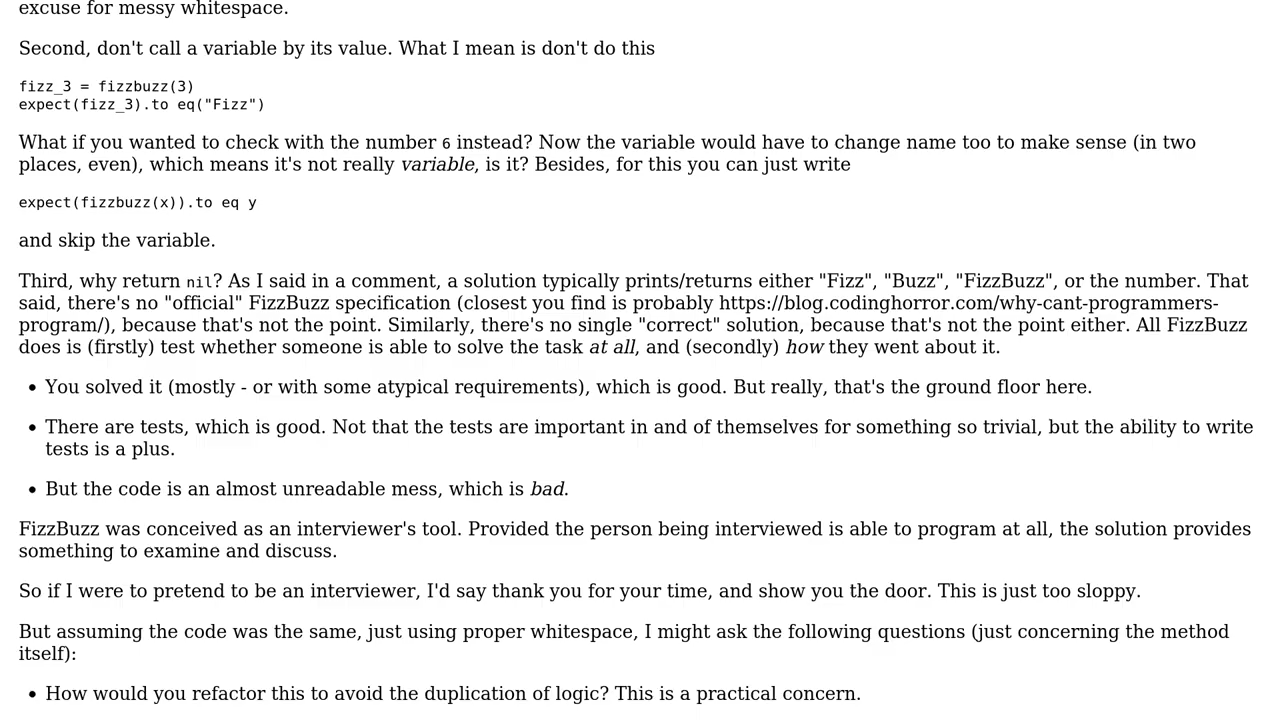 excuse for messy whitespace.
Second, don't call a variable by its value. What I mean is don't do this
fizz_3 = fizzbuzz(3)
expect(fizz_3).to eq("Fizz")
What if you wanted to check with the number 6 instead? Now the variable would have to change name too to make sense (in two
places, even), which means it's not really variable, is it? Besides, for this you can just write
expect(fizzbuzz(x)).to eq y
and skip the variable.
Third, why return nil? As I said in a comment, a solution typically prints/returns either "Fizz", "Buzz", "FizzBuzz", or the number. That
said, there's no "official" FizzBuzz specification (closest you find is probably https://blog.codinghorror.com/why-cant-programmers-
program/), because that's not the point. Similarly, there's no single "correct" solution, because that's not the point either. All FizzBuzz
does is (firstly) test whether someone is able to solve the task at all, and (secondly) how they went about it.
• You solved it (mostly - or with some atypical requirements), which is good. But really, that's the ground floor here.
• There are tests, which is good. Not that the tests are important in and of themselves for something so trivial, but the ability to write
tests is a plus.
• But the code is an almost unreadable mess, which is bad.
FizzBuzz was conceived as an interviewer's tool. Provided the person being interviewed is able to program at all, the solution provides
something to examine and discuss.
So if I were to pretend to be an interviewer, I'd say thank you for your time, and show you the door. This is just too sloppy.
But assuming the code was the same, just using proper whitespace, I might ask the following questions (just concerning the method
itself):
• How would you refactor this to avoid the duplication of logic? This is a practical concern.